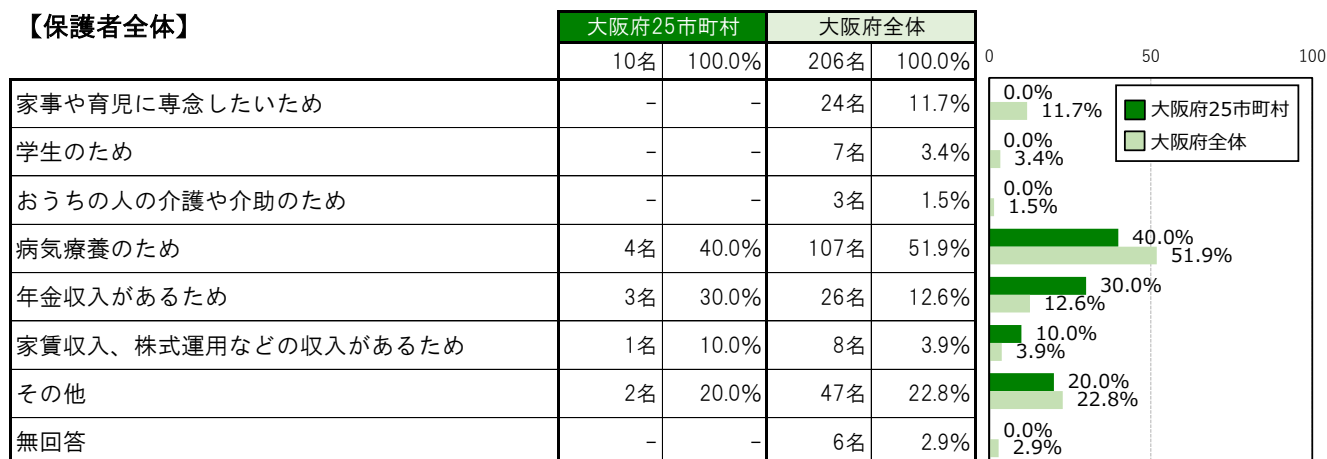 【保護者全体】
大阪府25市町村 大阪府全体
10名 100.0% 206名 100.0%
0 50 100
家事や育児に専念したいため - - 24名 11.7%
0.0%
11.7%
大阪府25市町村
大阪府全体
学生のため - - 7名 3.4%
0.0%
3.4%
おうちの人の介護や介助のため - - 3名 1.5%
0.0%
1.5%
病気療養のため 4名 40.0% 107名 51.9%
40.0%
51.9%
年金収入があるため 3名 30.0% 26名 12.6%
30.0%
12.6%
家賃収入、株式運用などの収入があるため 1名 10.0% 8名 3.9%
10.0%
3.9%
その他 2名 20.0% 47名 22.8%
20.0%
22.8%
無回答 - - 6名 2.9%
0.0%
2.9%